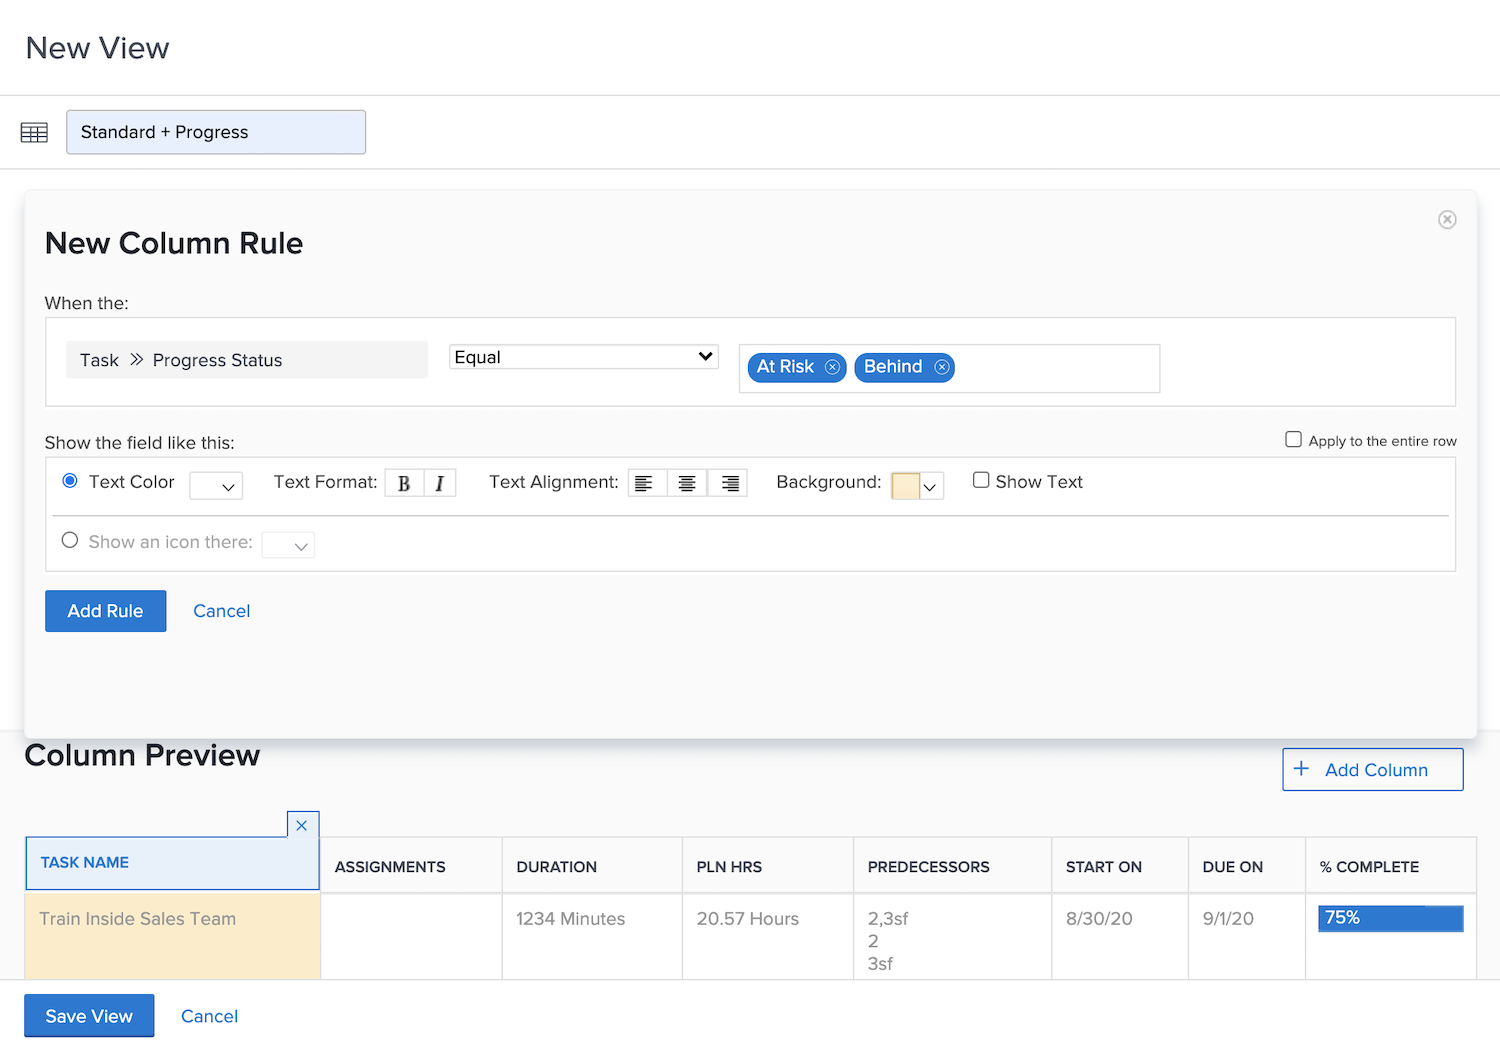 New View
Standard + Progress
New Column Rule
When the:
Task » Progress Status Equal At Risk Behind
Show the field like this: Apply to the entire row
Text Color Text Format: B I Text Alignment: Background: Show Text
Show an icon there:
Add Rule Cancel
Column Preview
+ Add Column
TASK NAME ASSIGNMENTS DURATION PLN HRS PREDECESSORS START ON DUE ON % COMPLETE
Train Inside Sales Team 1234 Minutes 20.57 Hours 2,3sf 8/30/20 9/1/20 75%
2
3sf
Save View Cancel